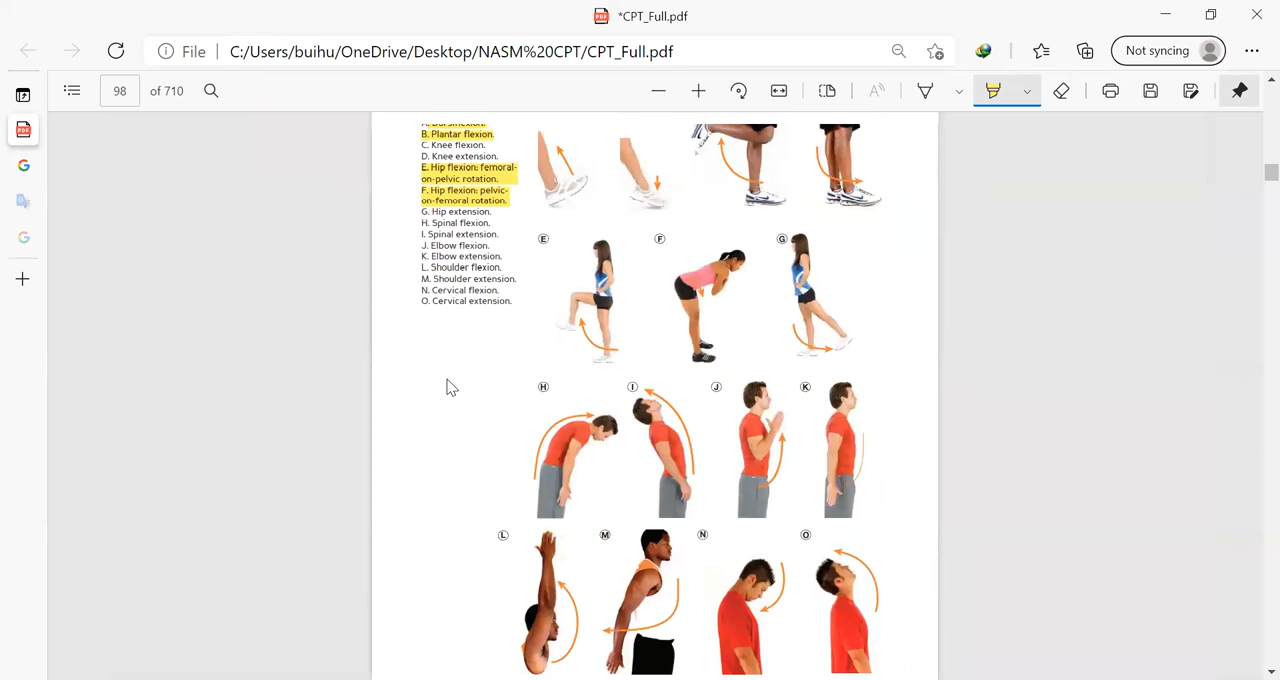 *CPT_Full.pdf
File
C:/Users/buihu/OneDrive/Desktop/NASM%20CPT/CPT_Full.pdf
Not syncing
98 of 710
A. Dorsiflexion.
B. Plantar flexion.
C. Knee flexion.
D. Knee extension.
E. Hip flexion: femoral-
on-pelvic rotation.
F. Hip flexion: pelvic-
on-femoral rotation.
G. Hip extension.
H. Spinal flexion.
I. Spinal extension.
J. Elbow flexion.
K. Elbow extension.
L. Shoulder flexion.
M. Shoulder extension.
N. Cervical flexion.
O. Cervical extension.
E F G
H I J K
L M N O